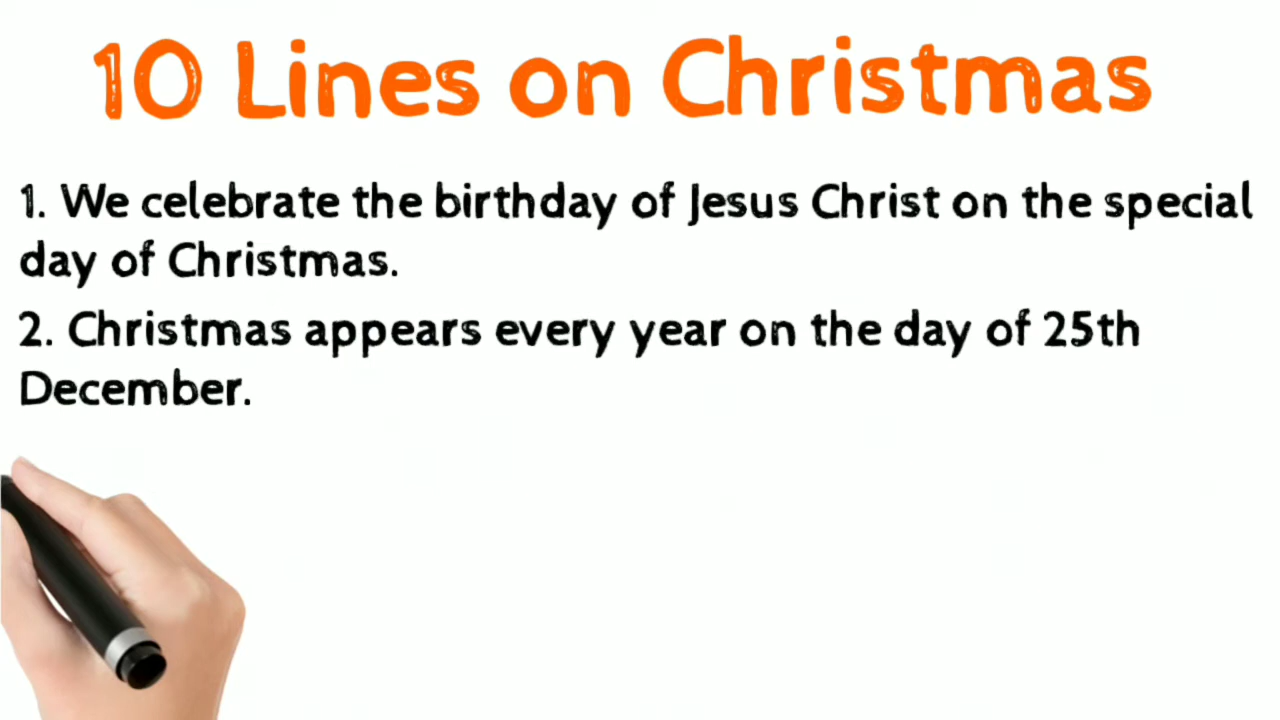 10 Lines on Christmas
1. We celebrate the birthday of Jesus Christ on the special
day of Christmas.
2. Christmas appears every year on the day of 25th
December.